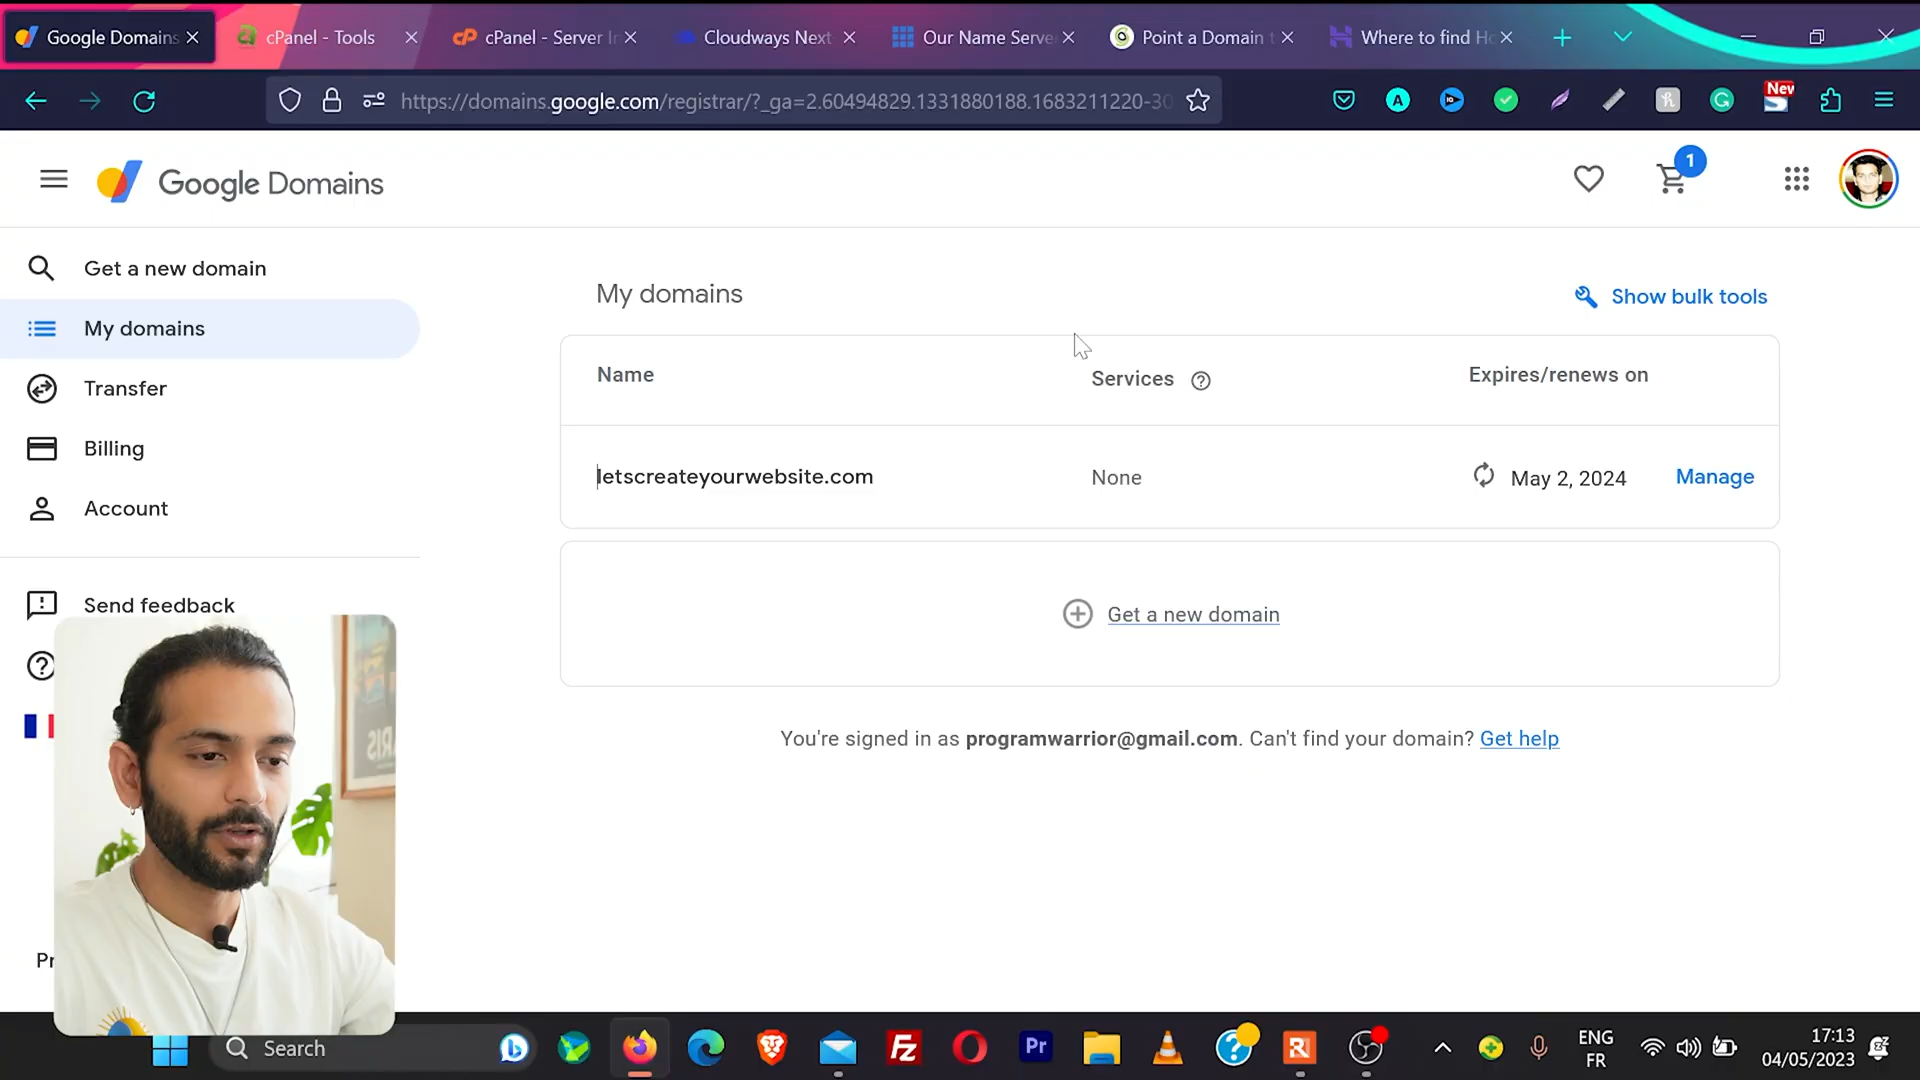 Google Domains
cPanel - Tools
cPanel - Server I
Cloudways Next
Our Name Serve
Point a Domain
Where to find H
https://domains.google.com/registrar/?_ga=2.60494829.1331880188.1683211220-30
New
Google Domains
1
Get a new domain
My domains
Transfer
Billing
Account
Send feedback
My domains
Show bulk tools
Name
Services
Expires/renews on
letscreateyourwebsite.com
None
May 2, 2024
Manage
Get a new domain
You're signed in as programwarrior@gmail.com. Can't find your domain? Get help
PARIS
Pr
Search
Fz
Pr
ENG
FR
17:13
04/05/2023